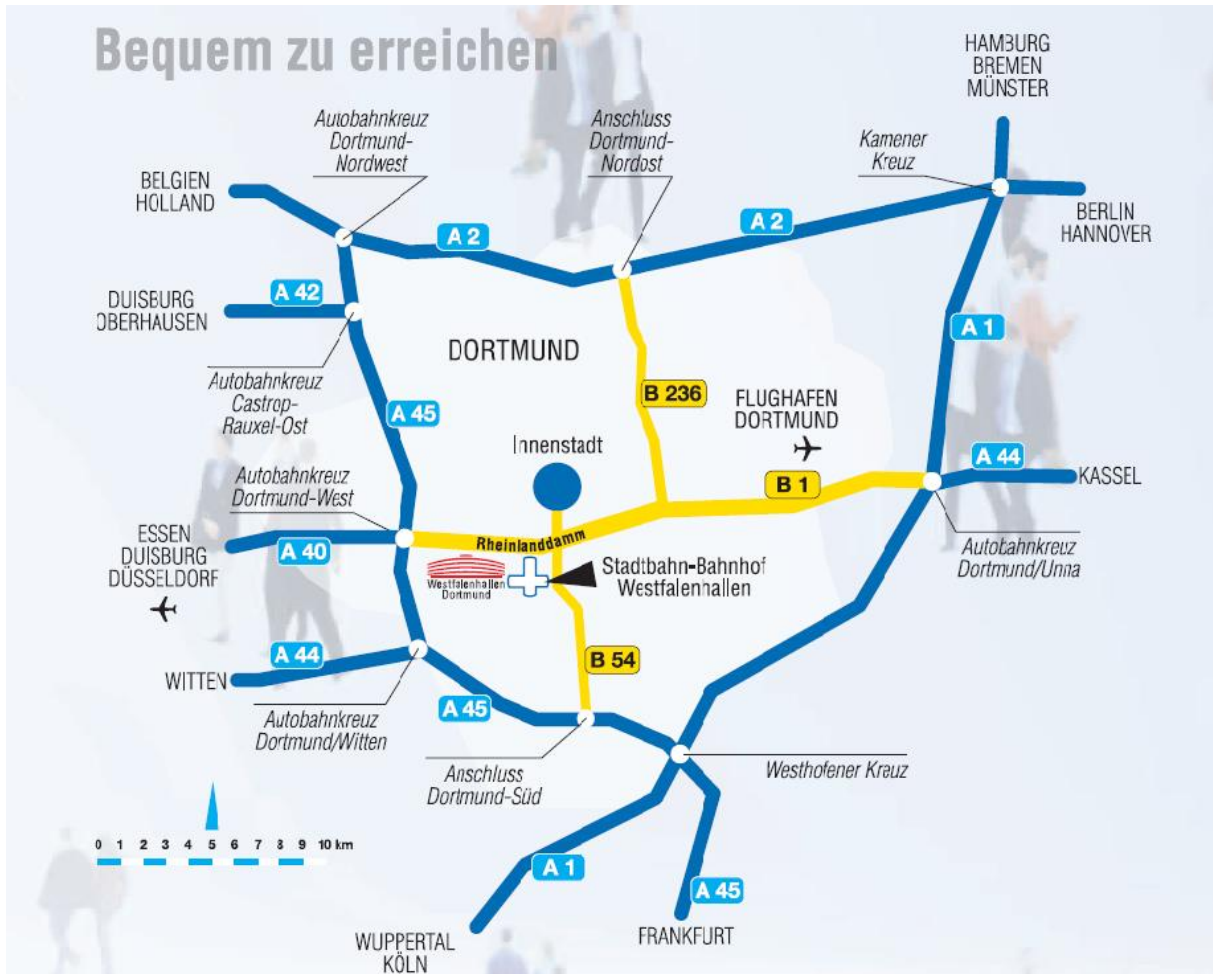 Bequem zu erreichen
HAMBURG
BREMEN
MÜNSTER
Autobahnkreuz
Dortmund-
Nordwest
Anschluss
Dortmund-
Nordost
Kamener
Kreuz
BELGIEN
HOLLAND
BERLIN
HANNOVER
A 2
A 2
DUISBURG
OBERHAUSEN
A 42
A 1
DORTMUND
Autobahnkreuz
Castrop-
Rauxel-Ost
A 45
B 236
FLUGHAFEN
DORTMUND
Innenstadt
Autobahnkreuz
Dortmund-West
B 1
A 44
KASSEL
ESSEN
DUISBURG
DÜSSELDORF
A 40
Rheinlanddamm
Westfalenhallen
Dortmund
Stadtbahn-Bahnhof
Westfalenhallen
Autobahnkreuz
Dortmund/Unna
A 44
WITTEN
B 54
Autobahnkreuz
Dortmund/Witten
A 45
Anschluss
Dortmund-Süd
Westhofener Kreuz
0 1 2 3 4 5 6 7 8 9 10 km
A 1
A 45
WUPPERTAL
KÖLN
FRANKFURT